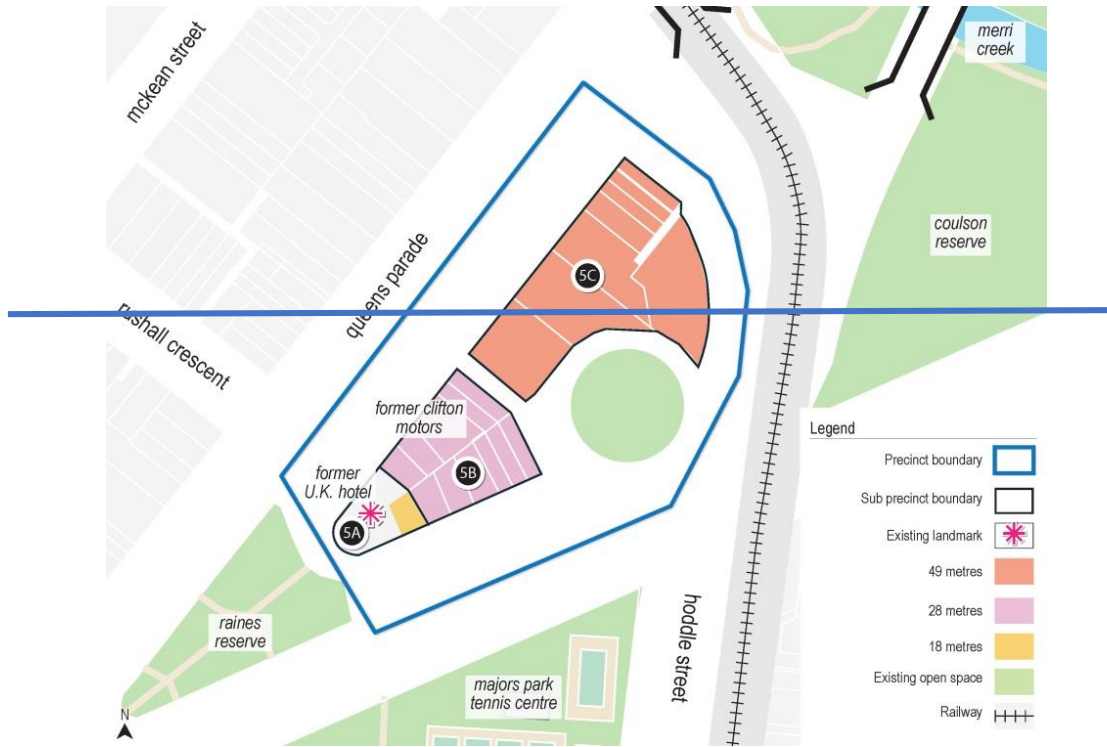 mckean street
merri
creek
coulson
reserve
queens parade
5C
rushall crescent
former clifton
motors
5B
former
U.K. hotel
5A
raines
reserve
hoddle street
majors park
tennis centre
N
Legend
Precinct boundary
Sub precinct boundary
Existing landmark
49 metres
28 metres
18 metres
Existing open space
Railway